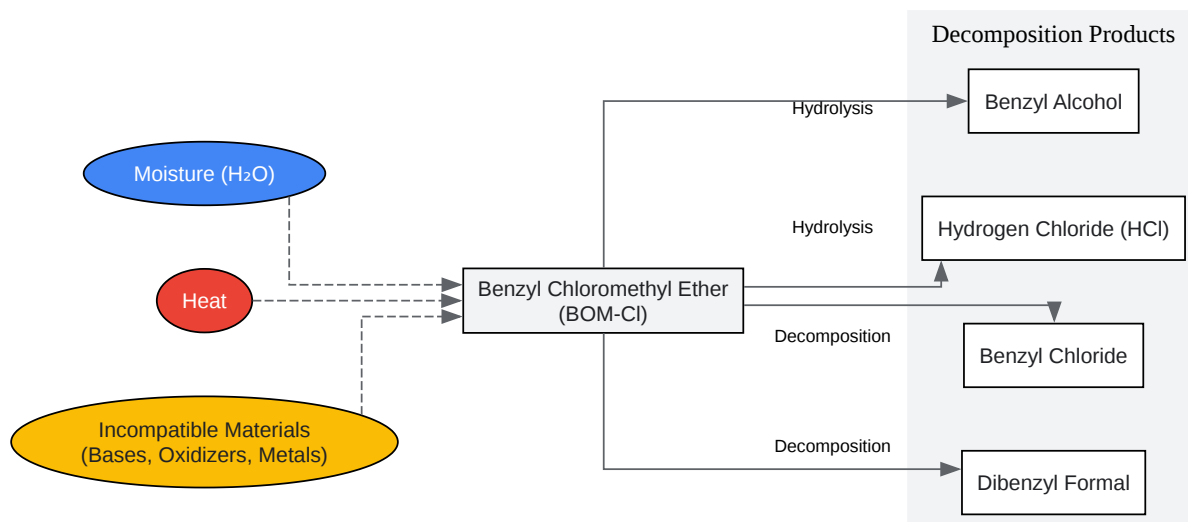 Decomposition Products
Hydrolysis
Benzyl Alcohol
Moisture (H₂O)
Hydrolysis
Hydrogen Chloride (HCl)
Heat
Benzyl Chloromethyl Ether
(BOM-Cl)
Decomposition
Benzyl Chloride
Incompatible Materials
(Bases, Oxidizers, Metals)
Decomposition
Dibenzyl Formal